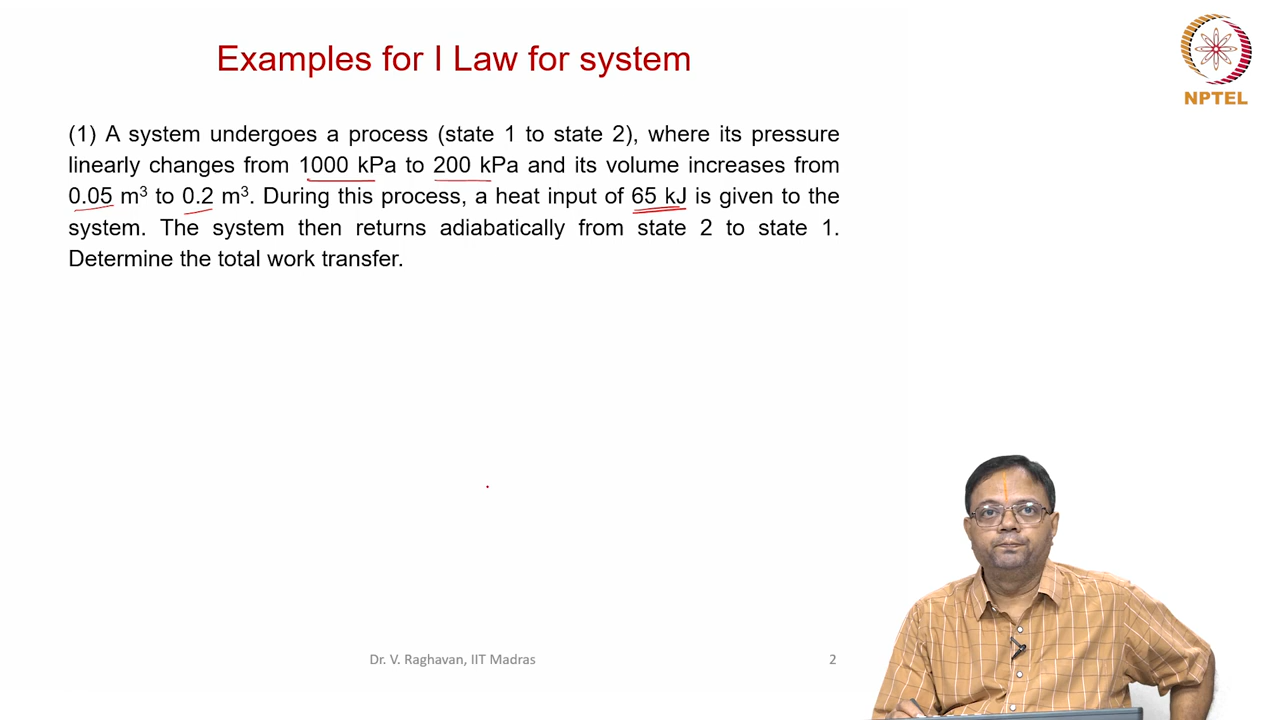 Examples for I Law for system
NPTEL
(1) A system undergoes a process (state 1 to state 2), where its pressure
linearly changes from 1000 kPa to 200 kPa and its volume increases from
0.05 m³ to 0.2 m³. During this process, a heat input of 65 kJ is given to the
system. The system then returns adiabatically from state 2 to state 1.
Determine the total work transfer.
Dr. V. Raghavan, IIT Madras
2